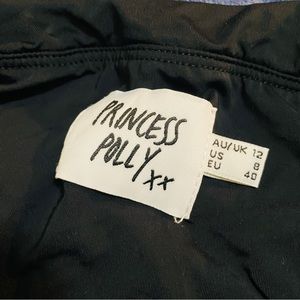 PRINCESS
POLLY
xx
AU/UK 12
US 8
EU 40